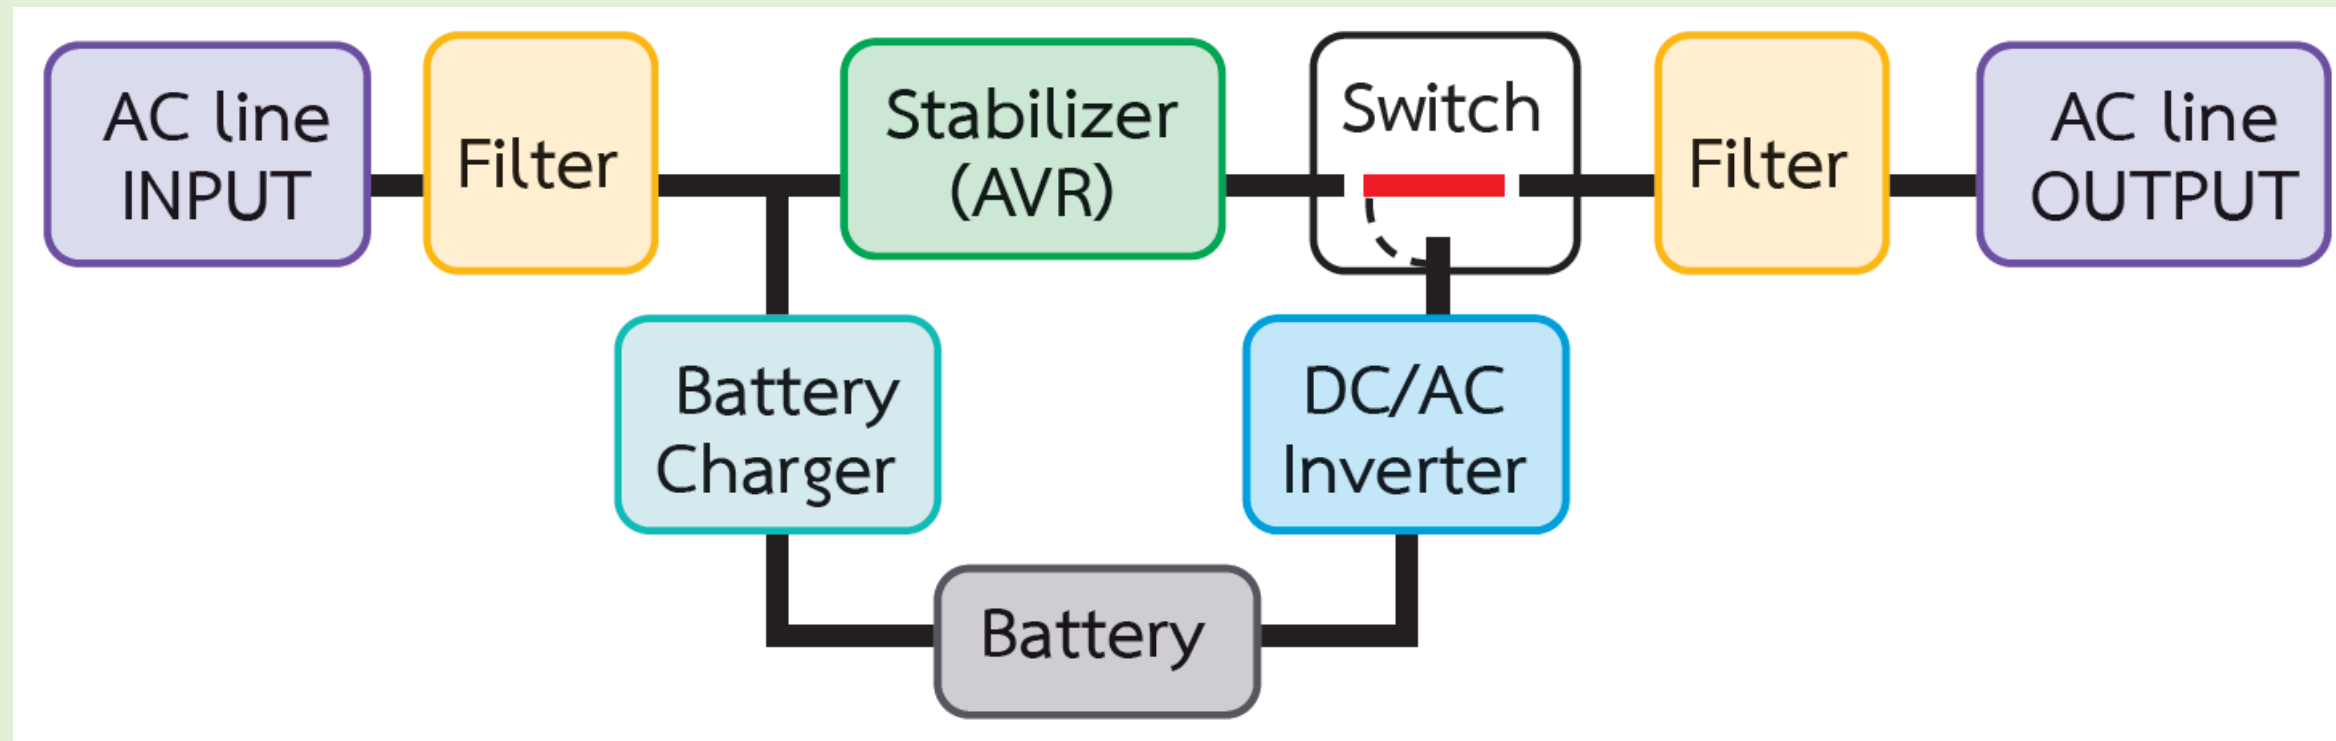 AC line
INPUT
Filter
Stabilizer
(AVR)
Switch
Filter
AC line
OUTPUT
Battery
Charger
DC/AC
Inverter
Battery